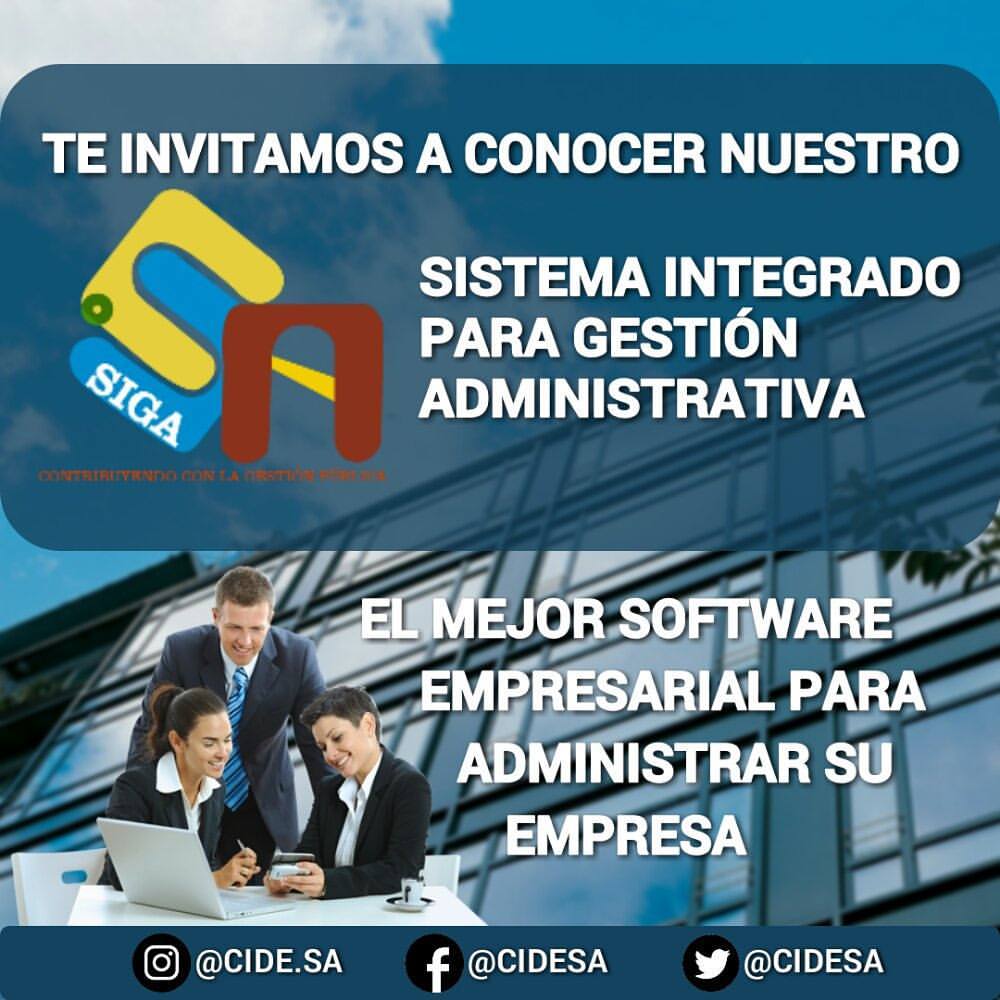 TE INVITAMOS A CONOCER NUESTRO
SISTEMA INTEGRADO
PARA GESTIÓN
ADMINISTRATIVA
SIGA
CONTRIBUYENDO CON LA GESTIÓN PÚBLICA
EL MEJOR SOFTWARE
EMPRESARIAL PARA
ADMINISTRAR SU
EMPRESA
@CIDE.SA @CIDESA @CIDESA